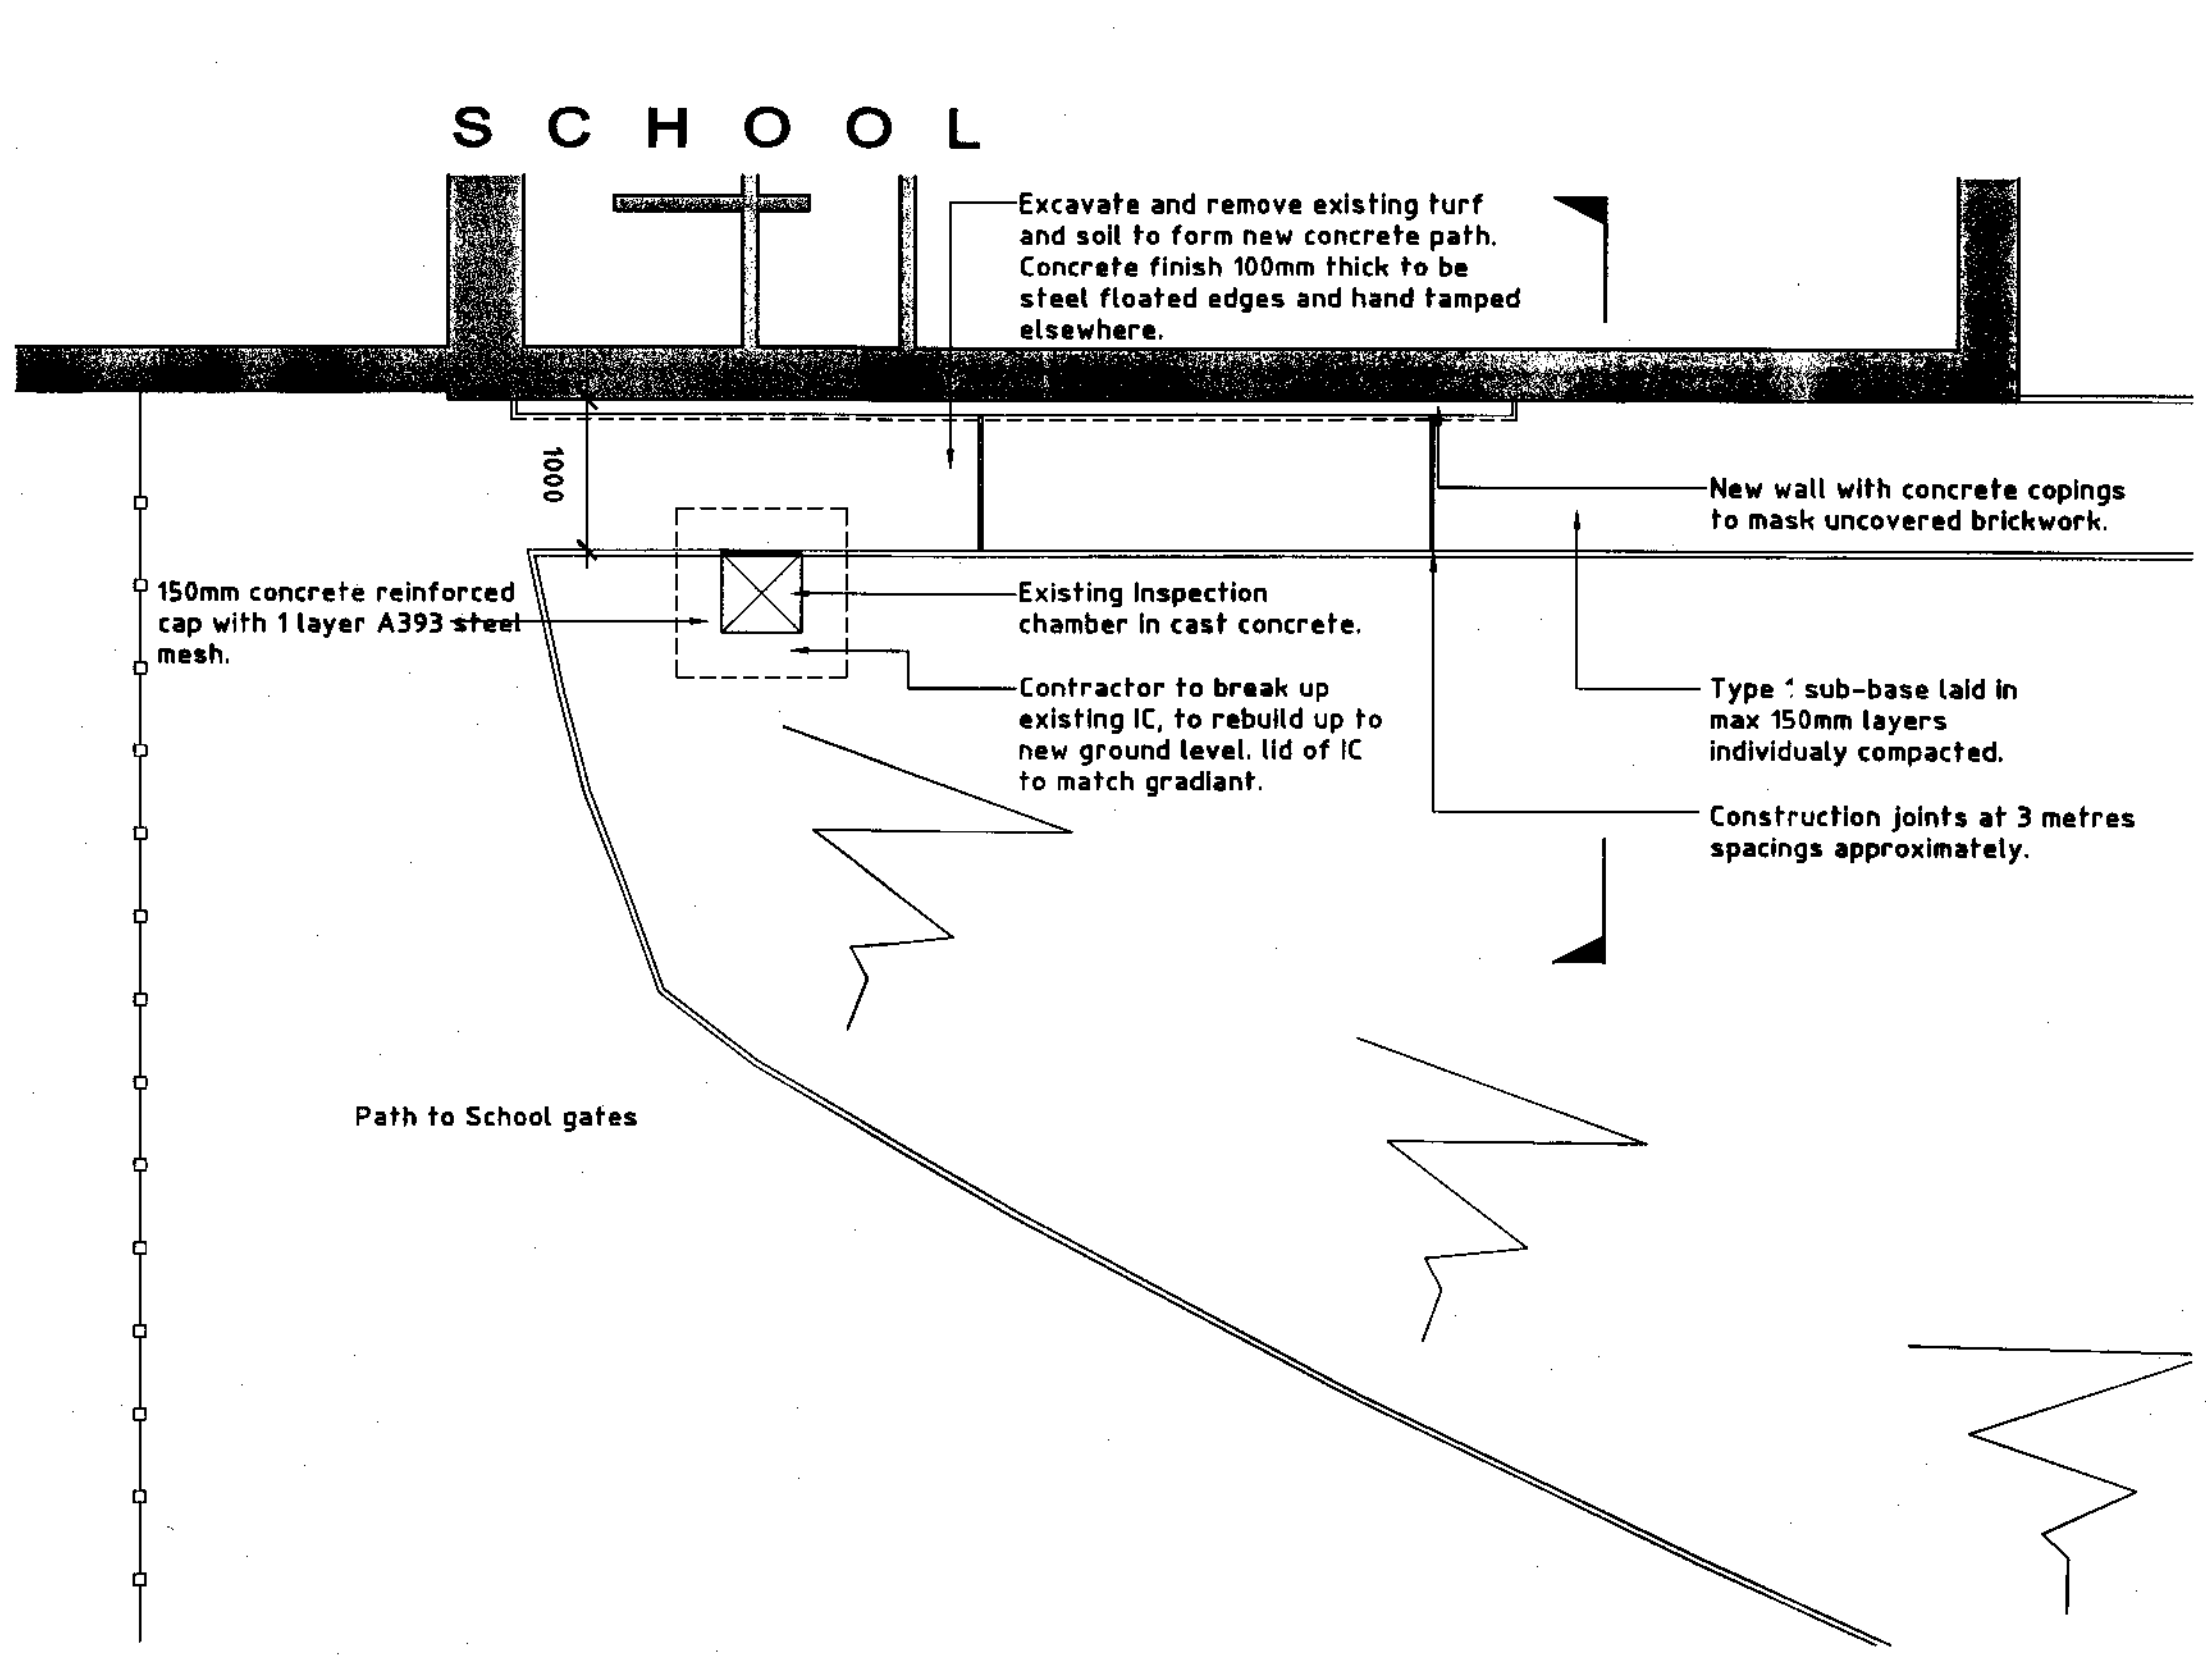 S C H O O L
Excavate and remove existing turf
and soil to form new concrete path.
Concrete finish 100mm thick to be
steel floated edges and hand tamped
elsewhere.
1000
New wall with concrete copings
to mask uncovered brickwork.
150mm concrete reinforced
cap with 1 layer A393 steel
mesh.
Existing Inspection
chamber in cast concrete.
Contractor to break up
existing IC, to rebuild up to
new ground level. lid of IC
to match gradiant.
Type 1 sub-base laid in
max 150mm layers
individualy compacted.
Construction joints at 3 metres
spacings approximately.
Path to School gates